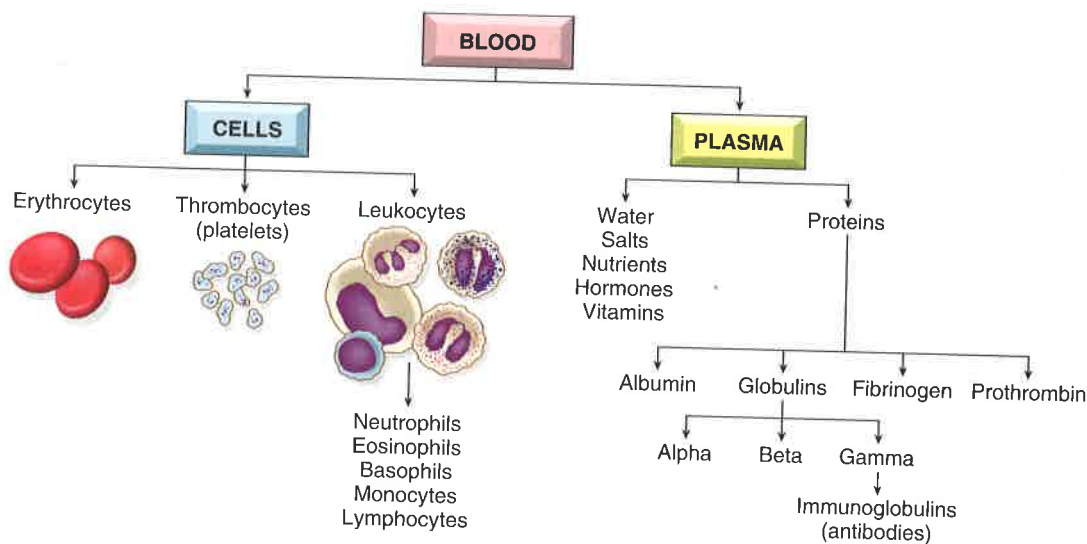 BLOOD
CELLS
PLASMA
Erythrocytes
Thrombocytes
(platelets)
Leukocytes
Neutrophils
Eosinophils
Basophils
Monocytes
Lymphocytes
Water
Salts
Nutrients
Hormones
Vitamins
Proteins
Albumin
Globulins
Fibrinogen
Prothrombin
Alpha
Beta
Gamma
Immunoglobulins
(antibodies)